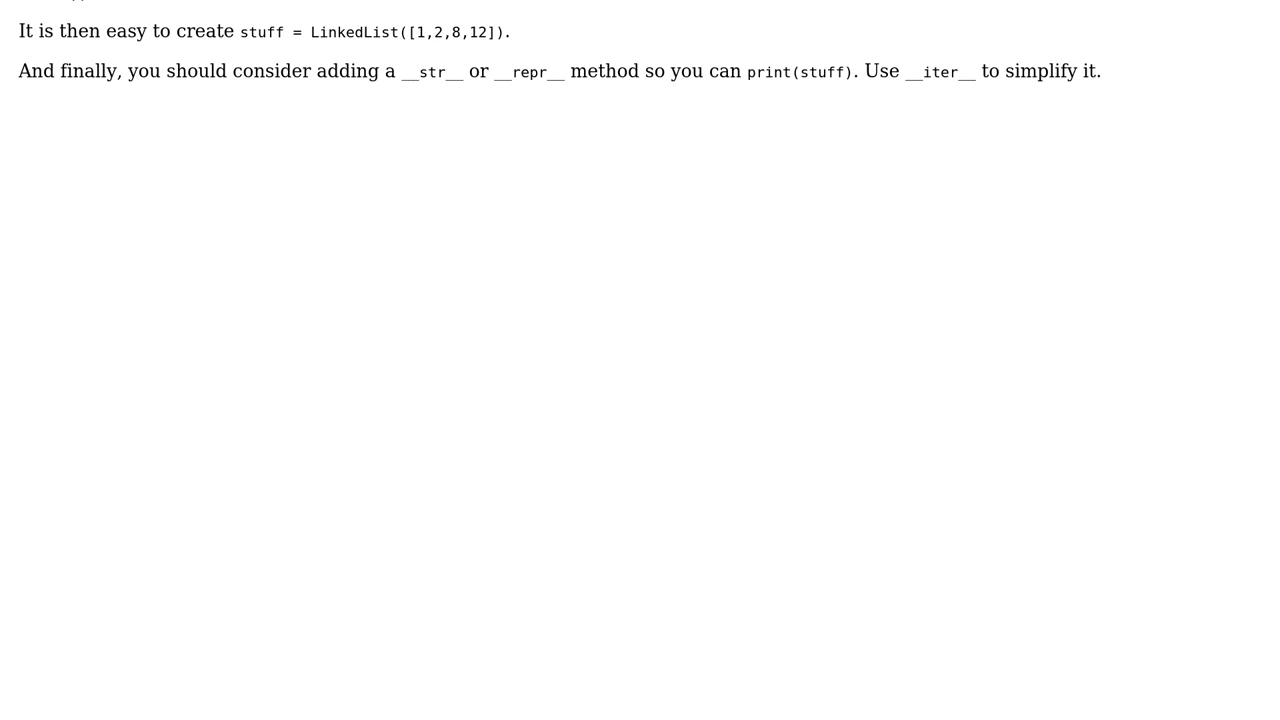 It is then easy to create stuff = LinkedList([1,2,8,12]).
And finally, you should consider adding a __str__ or __repr__ method so you can print(stuff). Use __iter__ to simplify it.